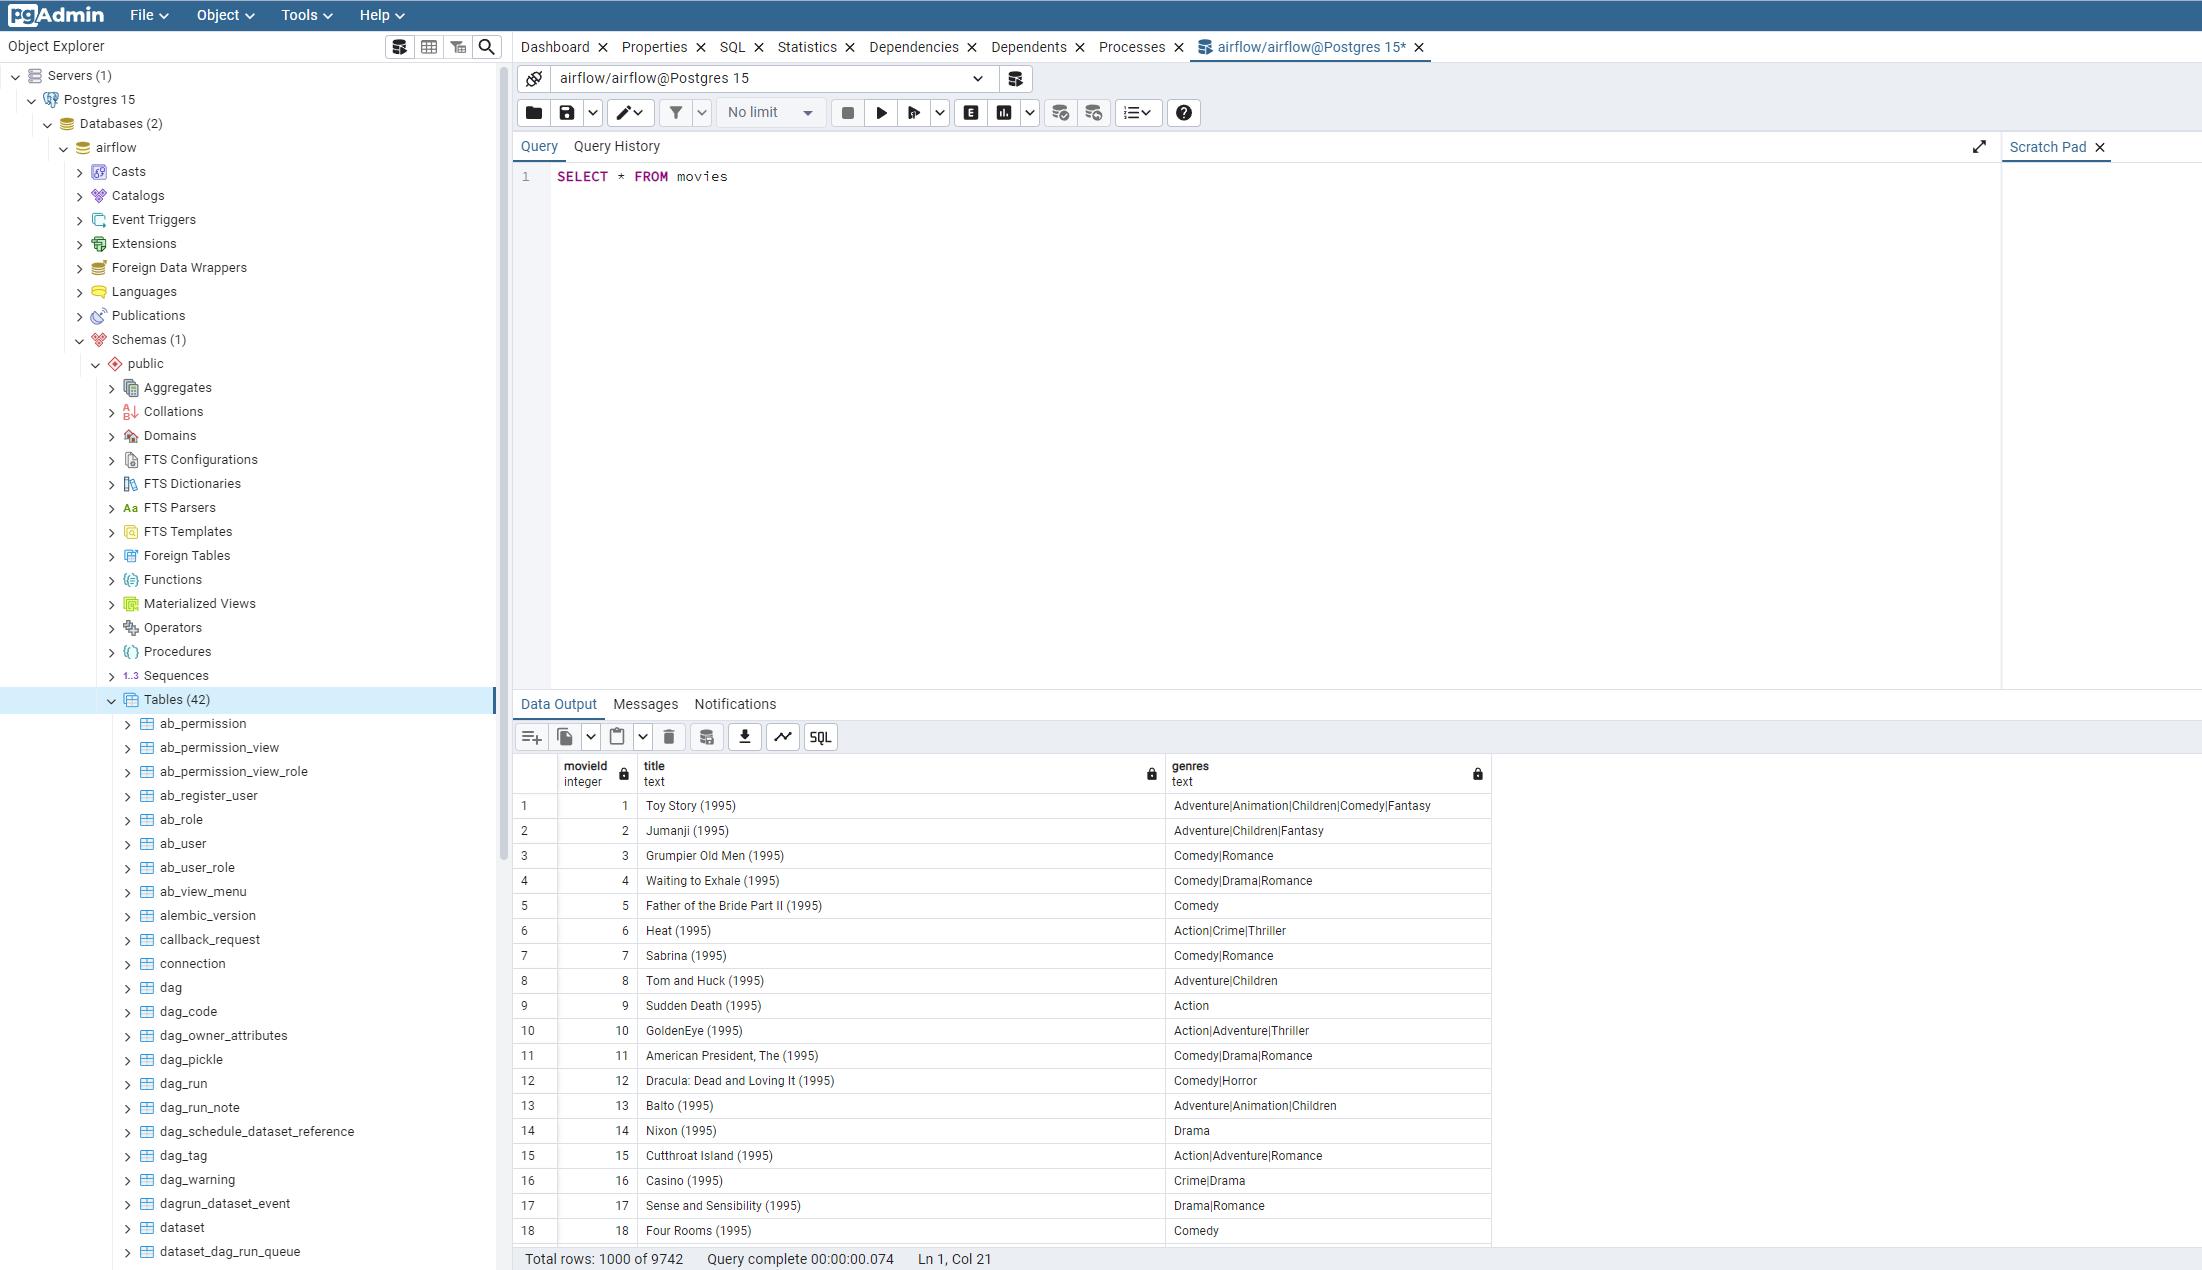 pgAdmin File Object Tools Help
Object Explorer
Servers (1)
Postgres 15
Databases (2)
airflow
Casts
Catalogs
Event Triggers
Extensions
Foreign Data Wrappers
Languages
Publications
Schemas (1)
public
Aggregates
Collations
Domains
FTS Configurations
FTS Dictionaries
Aa FTS Parsers
FTS Templates
Foreign Tables
Functions
Materialized Views
Operators
Procedures
1..3 Sequences
Tables (42)
ab_permission
ab_permission_view
ab_permission_view_role
ab_register_user
ab_role
ab_user
ab_user_role
ab_view_menu
alembic_version
callback_request
connection
dag
dag_code
dag_owner_attributes
dag_pickle
dag_run
dag_run_note
dag_schedule_dataset_reference
dag_tag
dag_warning
dagrun_dataset_event
dataset
dataset_dag_run_queue
Dashboard Properties SQL Statistics Dependencies Dependents Processes airflow/airflow@Postgres 15*
airflow/airflow@Postgres 15
No limit E
Query Query History Scratch Pad
1 SELECT * FROM movies
Data Output Messages Notifications
SQL
movieId title genres
integer text text
1 1 Toy Story (1995) Adventure|Animation|Children|Comedy|Fantasy
2 2 Jumanji (1995) Adventure|Children|Fantasy
3 3 Grumpier Old Men (1995) Comedy|Romance
4 4 Waiting to Exhale (1995) Comedy|Drama|Romance
5 5 Father of the Bride Part II (1995) Comedy
6 6 Heat (1995) Action|Crime|Thriller
7 7 Sabrina (1995) Comedy|Romance
8 8 Tom and Huck (1995) Adventure|Children
9 9 Sudden Death (1995) Action
10 10 GoldenEye (1995) Action|Adventure|Thriller
11 11 American President, The (1995) Comedy|Drama|Romance
12 12 Dracula: Dead and Loving It (1995) Comedy|Horror
13 13 Balto (1995) Adventure|Animation|Children
14 14 Nixon (1995) Drama
15 15 Cutthroat Island (1995) Action|Adventure|Romance
16 16 Casino (1995) Crime|Drama
17 17 Sense and Sensibility (1995) Drama|Romance
18 18 Four Rooms (1995) Comedy
Total rows: 1000 of 9742 Query complete 00:00:00.074 Ln 1, Col 21